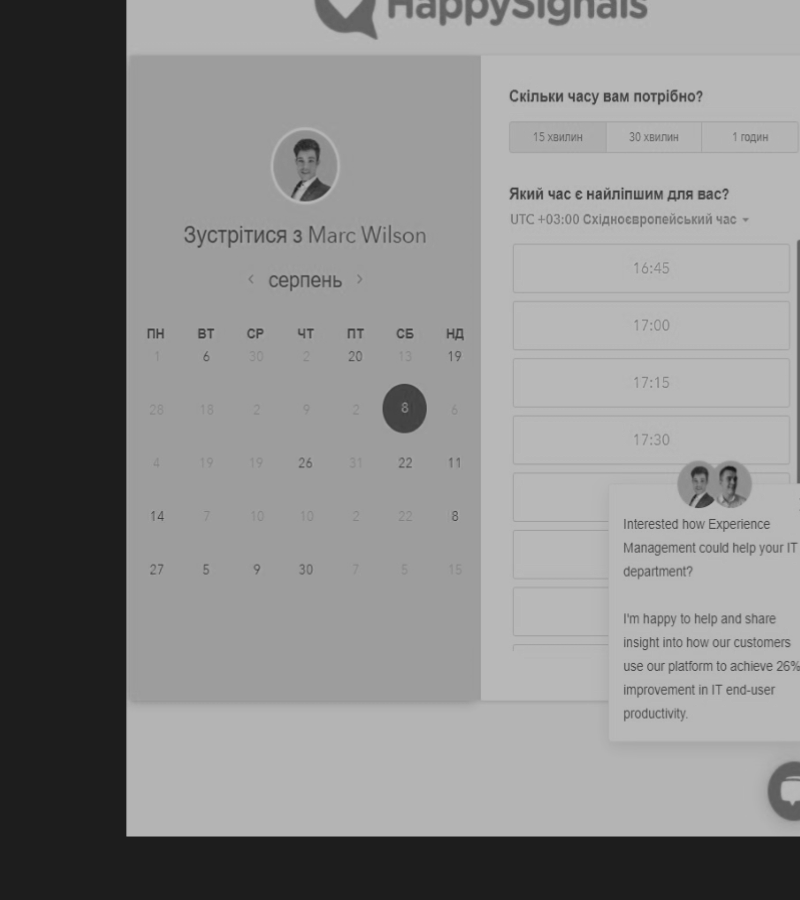 HappySignals
Зустрітися з Marc Wilson
серпень
ПН ВТ СР ЧТ ПТ СБ НД
1 6 30 2 20 13 19
28 18 2 9 2 8 6
4 19 19 26 31 22 11
14 7 10 10 2 22 8
27 5 9 30 7 5 15
Скільки часу вам потрібно?
15 хвилин 30 хвилин 1 годин
Який час є найліпшим для вас?
UTC +03:00 Східноєвропейський час
16:45
17:00
17:15
17:30
Interested how Experience
Management could help your IT
department?
I'm happy to help and share
insight into how our customers
use our platform to achieve 26%
improvement in IT end-user
productivity.